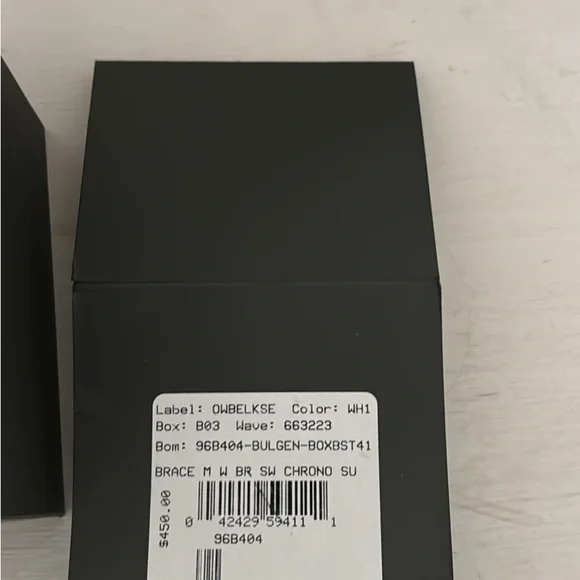 Label: OWBELKSE Color: WH1
Box: B03 Wave: 663223
Bom: 96B404-BULGEN-BOXBST41
BRACE M W BR SW CHRONO SU
$450.00
0 42429 59411 1
96B404